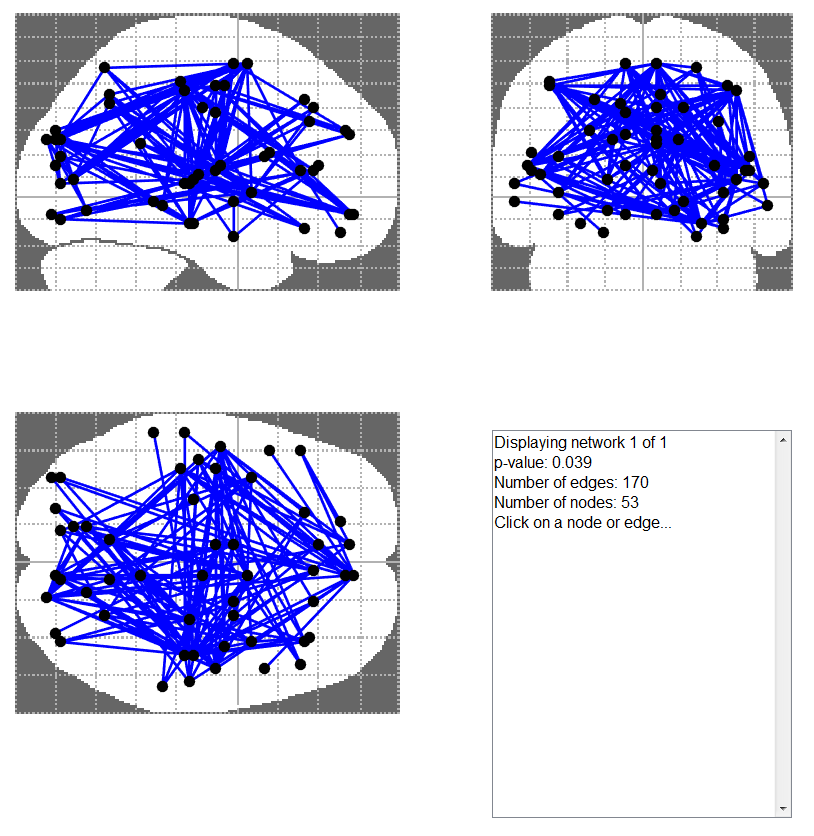 Displaying network 1 of 1
p-value: 0.039
Number of edges: 170
Number of nodes: 53
Click on a node or edge...